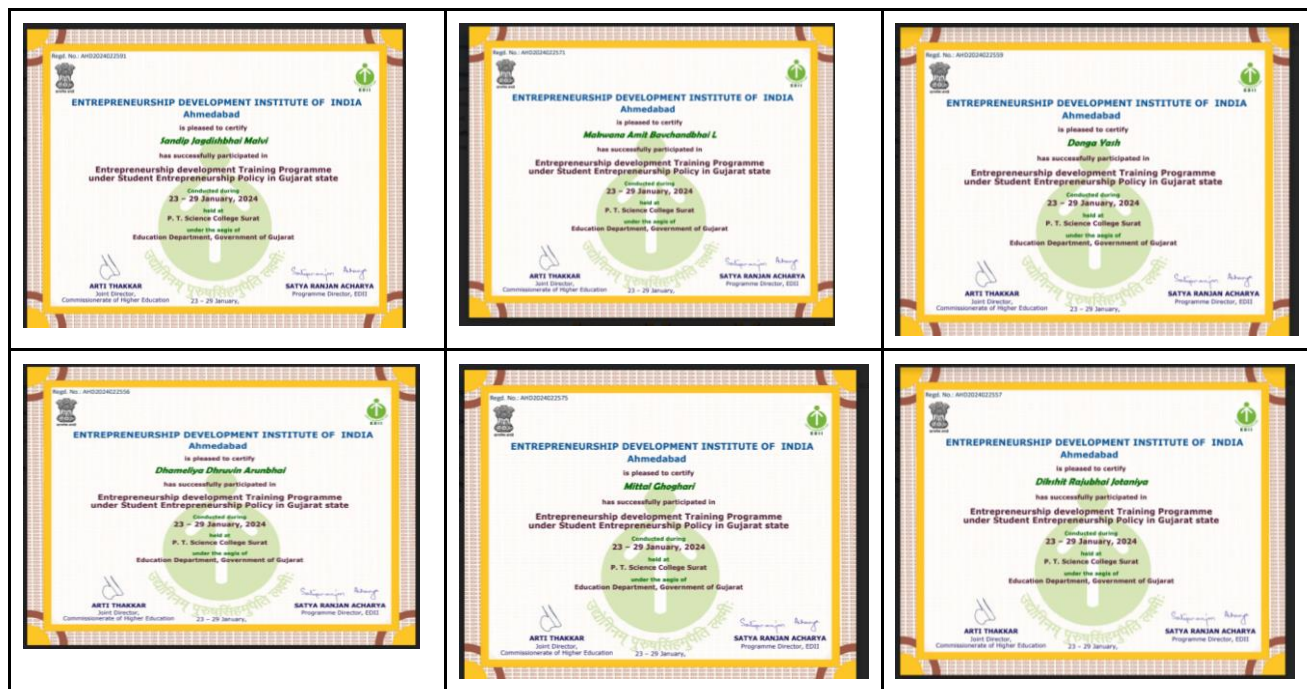 Regd. No.: AHD2024022591
ENTREPRENEURSHIP DEVELOPMENT INSTITUTE OF INDIA
Ahmedabad
is pleased to certify
Sandip Jagdishbhai Malvi
has successfully participated in
Entrepreneurship development Training Programme
under Student Entrepreneurship Policy in Gujarat state
Conducted during
23 – 29 January, 2024
held at
P. T. Science College Surat
under the aegis of
Education Department, Government of Gujarat
ARTI THAKKAR
Joint Director,
Commissionerate of Higher Education
SATYA RANJAN ACHARYA
Programme Director, EDII
23 – 29 January,
Regd. No.: AHD2024022571
ENTREPRENEURSHIP DEVELOPMENT INSTITUTE OF INDIA
Ahmedabad
is pleased to certify
Makwana Amit Bavchandbhai L
has successfully participated in
Entrepreneurship development Training Programme
under Student Entrepreneurship Policy in Gujarat state
Conducted during
23 – 29 January, 2024
held at
P. T. Science College Surat
under the aegis of
Education Department, Government of Gujarat
ARTI THAKKAR
Joint Director,
Commissionerate of Higher Education
SATYA RANJAN ACHARYA
Programme Director, EDII
23 – 29 January,
Regd. No.: AHD2024022559
EDII
ENTREPRENEURSHIP DEVELOPMENT INSTITUTE OF INDIA
Ahmedabad
is pleased to certify
Donga Yash
has successfully participated in
Entrepreneurship development Training Programme
under Student Entrepreneurship Policy in Gujarat state
Conducted during
23 – 29 January, 2024
held at
P. T. Science College Surat
under the aegis of
Education Department, Government of Gujarat
ARTI THAKKAR
Joint Director,
Commissionerate of Higher Education
SATYA RANJAN ACHARYA
Programme Director, EDII
23 – 29 January,
Regd. No.: AHD2024022556
ENTREPRENEURSHIP DEVELOPMENT INSTITUTE OF INDIA
Ahmedabad
is pleased to certify
Dhameliya Dhruvin Arunbhai
has successfully participated in
Entrepreneurship development Training Programme
under Student Entrepreneurship Policy in Gujarat state
Conducted during
23 – 29 January, 2024
held at
P. T. Science College Surat
under the aegis of
Education Department, Government of Gujarat
ARTI THAKKAR
Joint Director,
Commissionerate of Higher Education
SATYA RANJAN ACHARYA
Programme Director, EDII
23 – 29 January,
Regd. No.: AHD2024022575
EDII
ENTREPRENEURSHIP DEVELOPMENT INSTITUTE OF INDIA
Ahmedabad
is pleased to certify
Mittal Ghoghari
has successfully participated in
Entrepreneurship development Training Programme
under Student Entrepreneurship Policy in Gujarat state
Conducted during
23 – 29 January, 2024
held at
P. T. Science College Surat
under the aegis of
Education Department, Government of Gujarat
ARTI THAKKAR
Joint Director,
Commissionerate of Higher Education
SATYA RANJAN ACHARYA
Programme Director, EDII
23 – 29 January,
Regd. No.: AHD2024022557
EDII
ENTREPRENEURSHIP DEVELOPMENT INSTITUTE OF INDIA
Ahmedabad
is pleased to certify
Dikshit Rajubhai Jotaniya
has successfully participated in
Entrepreneurship development Training Programme
under Student Entrepreneurship Policy in Gujarat state
Conducted during
23 – 29 January, 2024
held at
P. T. Science College Surat
under the aegis of
Education Department, Government of Gujarat
ARTI THAKKAR
Joint Director,
Commissionerate of Higher Education
SATYA RANJAN ACHARYA
Programme Director, EDII
23 – 29 January,